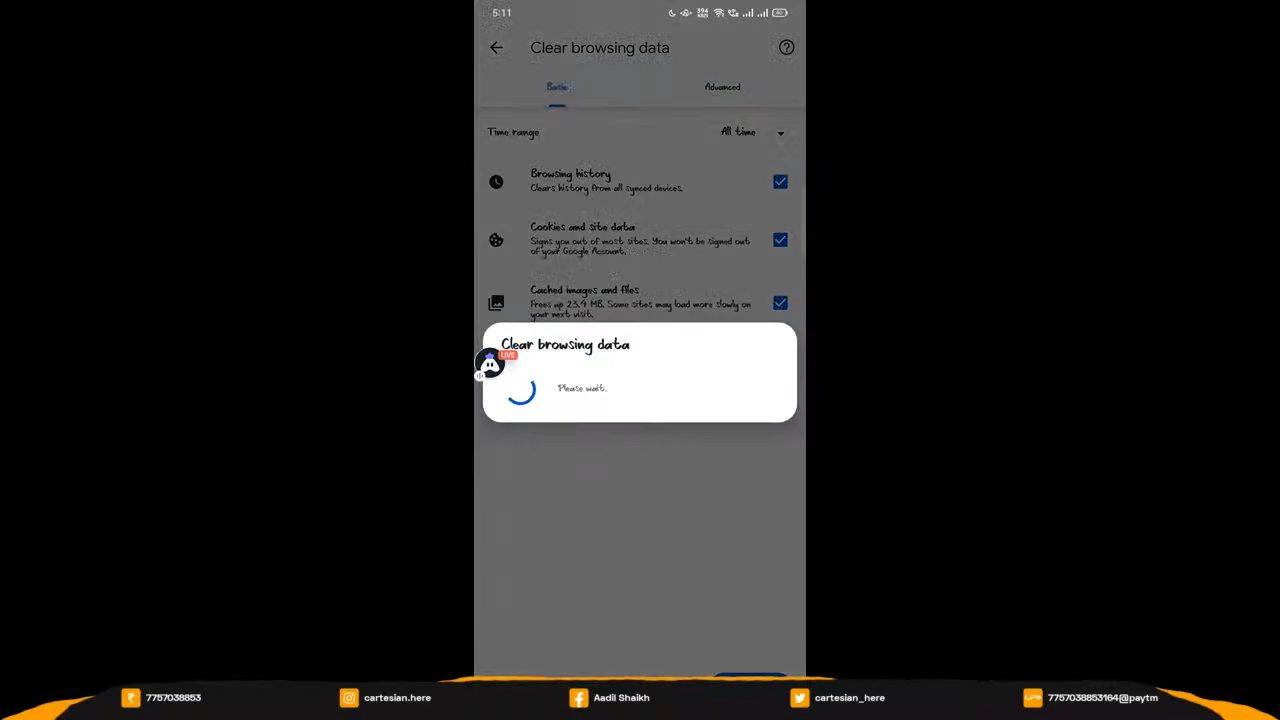 5:11
394
40
Clear browsing data
Basic
Advanced
Time range
All time
Browsing history
Clears history from all synced devices.
Cookies and site data
Signs you out of most sites. You won't be signed out
of your Google Account.
Cached images and files
Frees up 23.4 MB. Some sites may load more slowly on
your next visit.
Clear browsing data
LIVE
Please wait...
7757038853
cartesian.here
Aadil Shaikh
cartesian_here
7757038853164@paytm